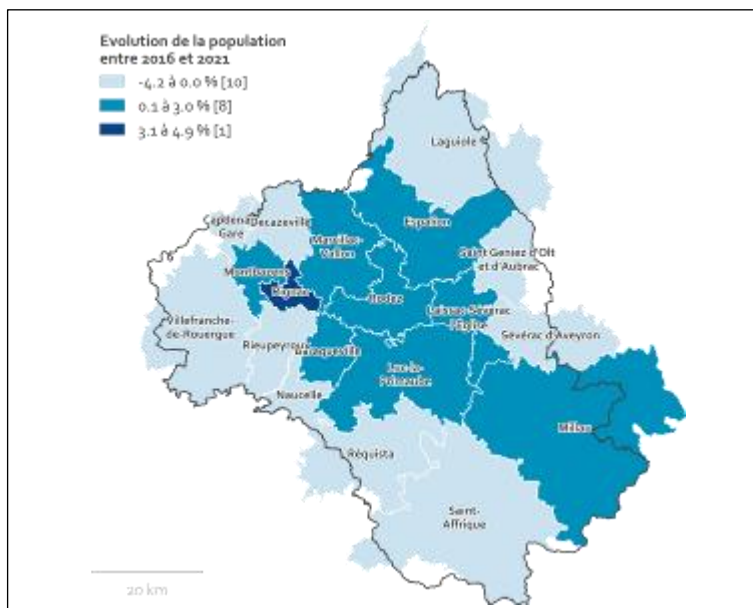 Evolution de la population
entre 2016 et 2021
-4.2 à 0.0 % [10]
0.1 à 3.0 % [8]
3.1 à 4.9 % [1]
Laguiole
Capdenac
Gare
Decazeville
Marcillac-
Vallon
Espalion
Saint Geniez d'Olt
et d'Aubrac
Montbazens
Rignac
Rodez
Laissac-Sévérac
l'Église
Sévérac d'Aveyron
Villefranche-
de-Rouergue
Rieupeyroux
Baraqueville
Luc-la-
Primaube
Naucelle
Millau
Réquista
Saint-
Affrique
20 km